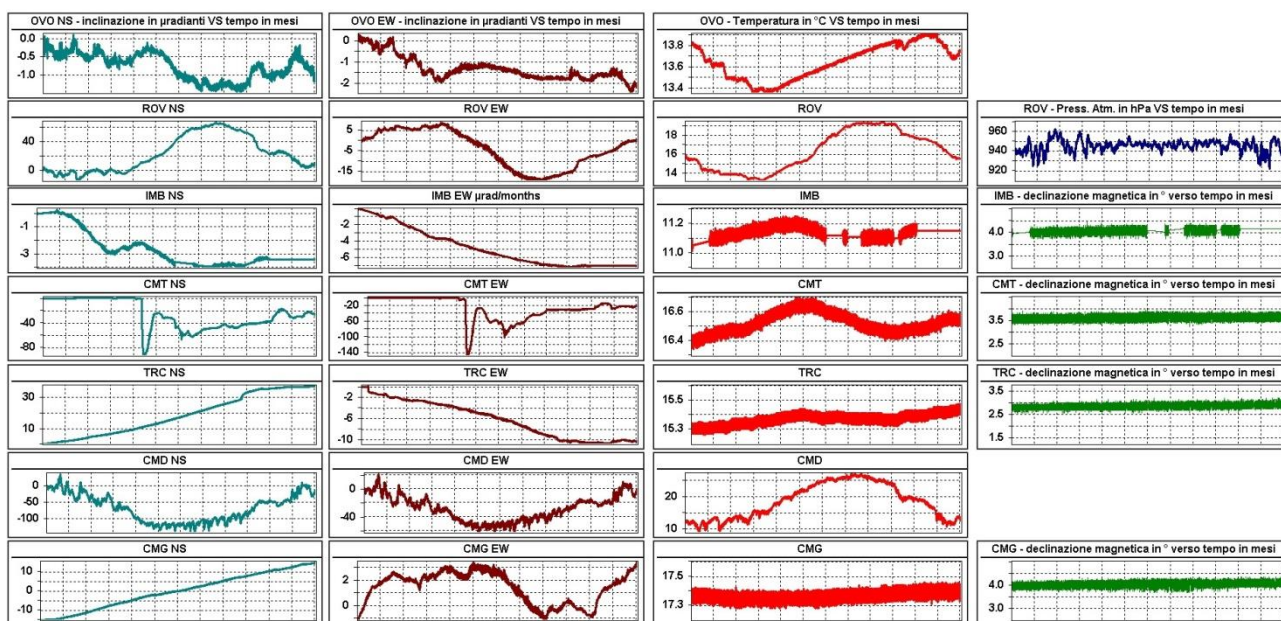 OVO NS - inclinazione in µradianti VS tempo in mesi
0.0
-0.5
-1.0
OVO EW - inclinazione in µradianti VS tempo in mesi
0
-1
-2
OVO - Temperatura in °C VS tempo in mesi
13.8
13.6
13.4
ROV NS
40
0
ROV EW
5
-5
-15
ROV
18
16
14
ROV - Press. Atm. in hPa VS tempo in mesi
960
940
920
IMB NS
-1
-3
IMB EW µrad/months
-2
-4
-6
IMB
11.2
11.0
IMB - declinazione magnetica in ° verso tempo in mesi
4.0
3.0
CMT NS
0
-40
-80
CMT EW
-20
-60
-100
-140
CMT
16.6
16.4
CMT - declinazione magnetica in ° verso tempo in mesi
3.5
2.5
TRC NS
30
10
TRC EW
-2
-6
-10
TRC
15.5
15.3
TRC - declinazione magnetica in ° verso tempo in mesi
3.5
2.5
1.5
CMD NS
0
-50
-100
CMD EW
0
-40
CMD
20
10
CMG NS
10
0
-10
CMG EW
2
0
CMG
17.5
17.3
CMG - declinazione magnetica in ° verso tempo in mesi
4.0
3.0